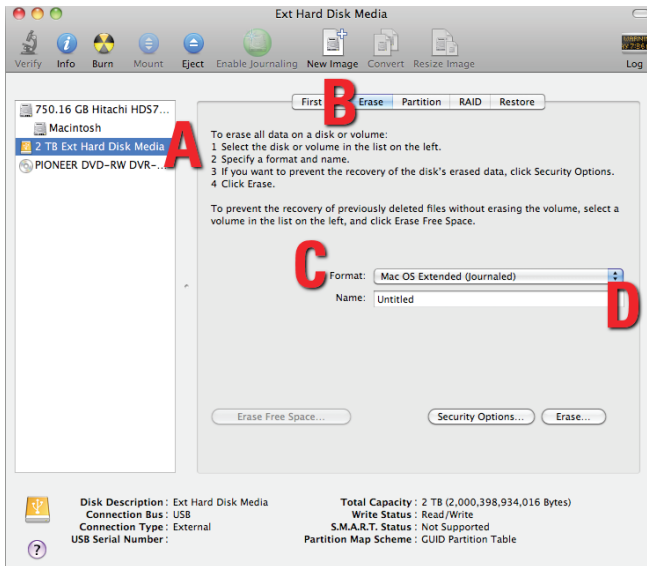 Ext Hard Disk Media
Verify Info Burn Mount Eject Enable Journaling New Image Convert Resize Image Log
B
First Erase Partition RAID Restore
750.16 GB Hitachi HDS7...
Macintosh
2 TB Ext Hard Disk Media
PIONEER DVD-RW DVR-...
A
To erase all data on a disk or volume:
1 Select the disk or volume in the list on the left.
2 Specify a format and name.
3 If you want to prevent the recovery of the disk's erased data, click Security Options.
4 Click Erase.
To prevent the recovery of previously deleted files without erasing the volume, select a
volume in the list on the left, and click Erase Free Space.
C
Format: Mac OS Extended (Journaled)
Name: Untitled
D
Erase Free Space... Security Options... Erase...
Disk Description : Ext Hard Disk Media
Connection Bus : USB
Connection Type : External
USB Serial Number :
Total Capacity : 2 TB (2,000,398,934,016 Bytes)
Write Status : Read/Write
S.M.A.R.T. Status : Not Supported
Partition Map Scheme : GUID Partition Table
?